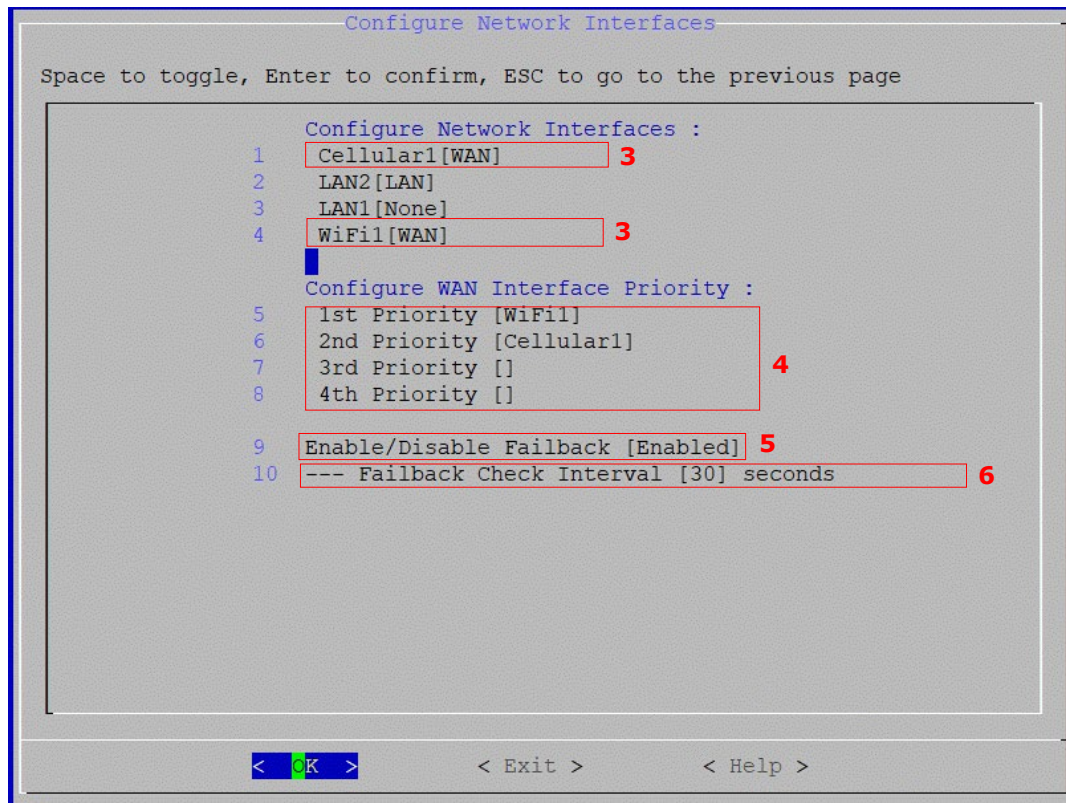 Configure Network Interfaces
Space to toggle, Enter to confirm, ESC to go to the previous page
Configure Network Interfaces :
1 Cellular1[WAN] 3
2 LAN2[LAN]
3 LAN1[None]
4 WiFi1[WAN] 3
Configure WAN Interface Priority :
5 1st Priority [WiFi1]
6 2nd Priority [Cellular1]
7 3rd Priority [] 4
8 4th Priority []
9 Enable/Disable Failback [Enabled] 5
10 --- Failback Check Interval [30] seconds 6
< OK > < Exit > < Help >